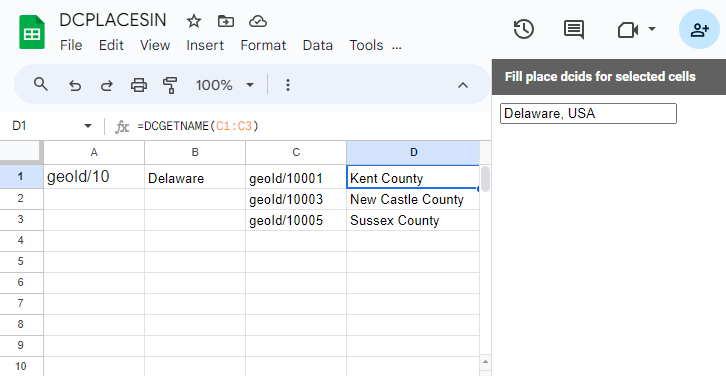 DCPLACESIN
File Edit View Insert Format Data Tools ...
100%
Fill place dcids for selected cells
Delaware, USA
D1 fx =DCGETNAME(C1:C3)
A B C D
1 geoId/10 Delaware geoId/10001 Kent County
2 geoId/10003 New Castle County
3 geoId/10005 Sussex County
4
5
6
7
8
9
10